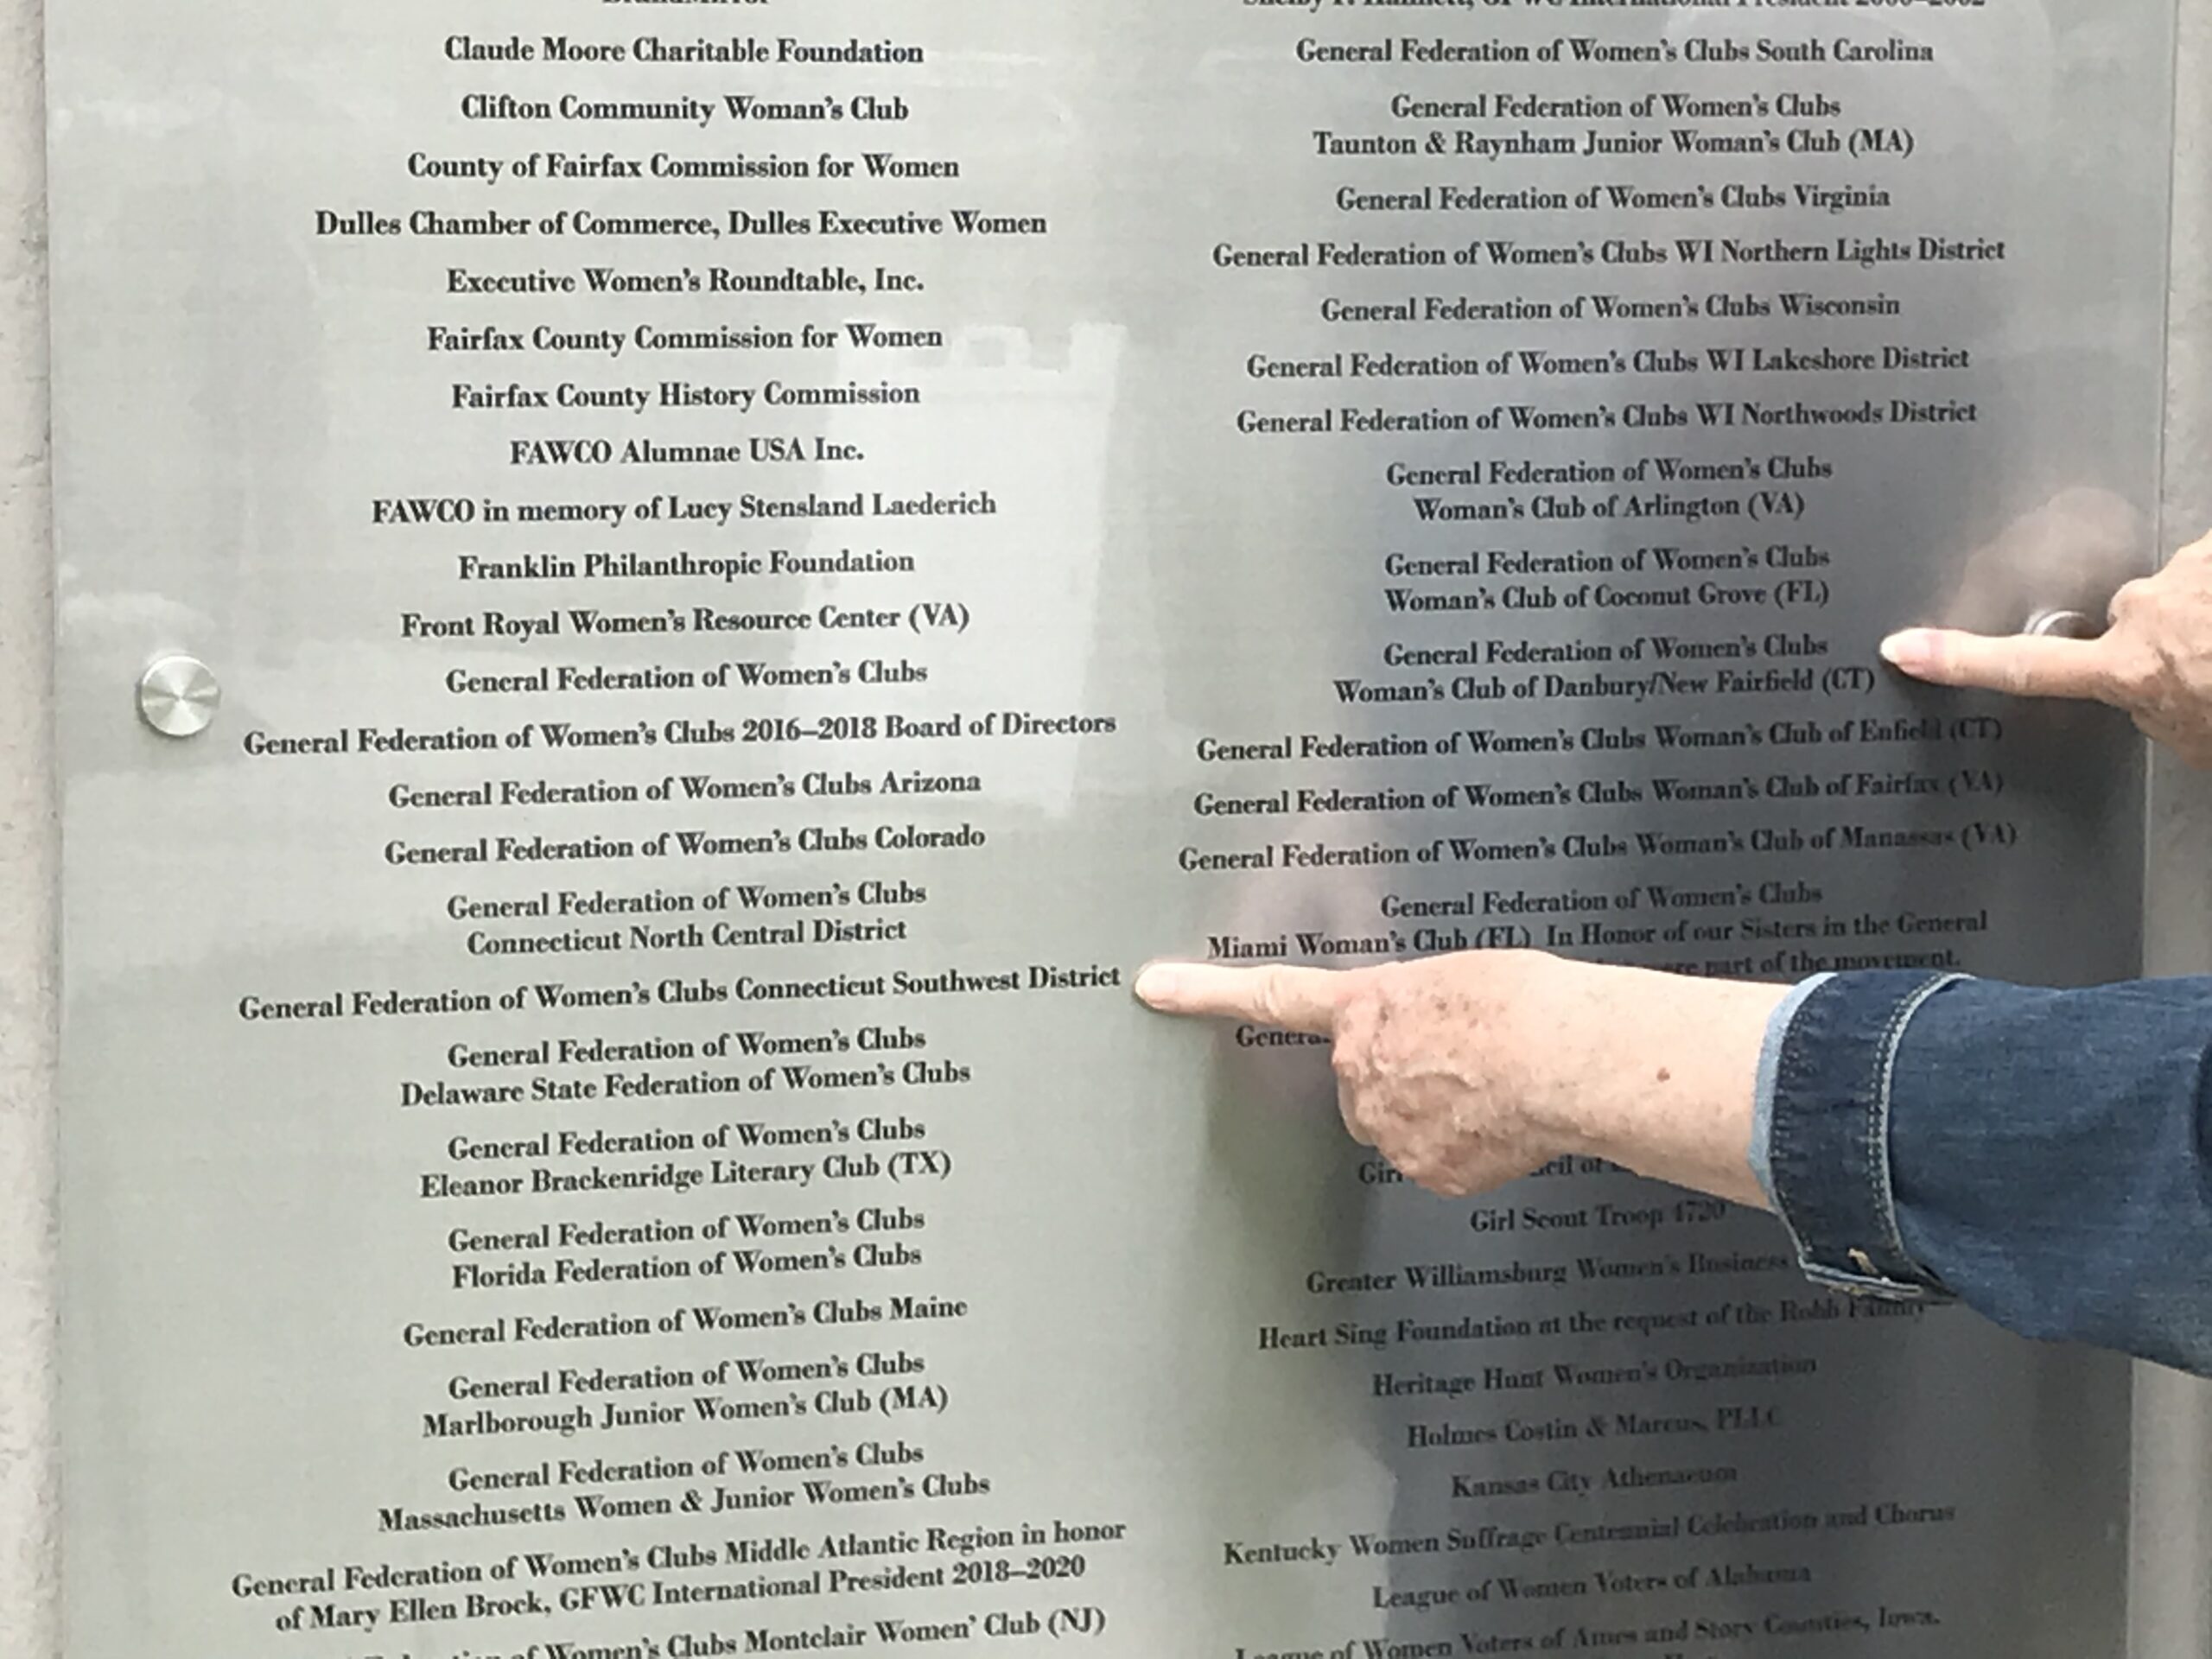 Claude Moore Charitable Foundation
Clifton Community Woman's Club
County of Fairfax Commission for Women
Dulles Chamber of Commerce, Dulles Executive Women
Executive Women's Roundtable, Inc.
Fairfax County Commission for Women
Fairfax County History Commission
FAWCO Alumnae USA Inc.
FAWCO in memory of Lucy Stensland Laederich
Franklin Philanthropic Foundation
Front Royal Women's Resource Center (VA)
General Federation of Women's Clubs
General Federation of Women's Clubs 2016–2018 Board of Directors
General Federation of Women's Clubs Arizona
General Federation of Women's Clubs Colorado
General Federation of Women's Clubs
Connecticut North Central District
General Federation of Women's Clubs Connecticut Southwest District
General Federation of Women's Clubs
Delaware State Federation of Women's Clubs
General Federation of Women's Clubs
Eleanor Brackenridge Literary Club (TX)
General Federation of Women's Clubs
Florida Federation of Women's Clubs
General Federation of Women's Clubs Maine
General Federation of Women's Clubs
Marlborough Junior Women's Club (MA)
General Federation of Women's Clubs
Massachusetts Women & Junior Women's Clubs
General Federation of Women's Clubs Middle Atlantic Region in honor
of Mary Ellen Brock, GFWC International President 2018–2020
of Women's Clubs Montclair Women' Club (NJ)
International President
General Federation of Women's Clubs South Carolina
General Federation of Women's Clubs
Taunton & Raynham Junior Woman's Club (MA)
General Federation of Women's Clubs Virginia
General Federation of Women's Clubs WI Northern Lights District
General Federation of Women's Clubs Wisconsin
General Federation of Women's Clubs WI Lakeshore District
General Federation of Women's Clubs WI Northwoods District
General Federation of Women's Clubs
Woman's Club of Arlington (VA)
General Federation of Women's Clubs
Woman's Club of Coconut Grove (FL)
General Federation of Women's Clubs
Woman's Club of Danbury/New Fairfield (CT)
General Federation of Women's Clubs Woman's Club of Enfield (CT)
General Federation of Women's Clubs Woman's Club of Fairfax (VA)
General Federation of Women's Clubs Woman's Club of Manassas (VA)
General Federation of Women's Clubs
Miami Woman's Club (FL) In Honor of our Sisters in the General
part of the movement.
Girl Scout Troop 1720
Greater Williamsburg Women's Business
Heart Sing Foundation at the request of the Robb Family
Heritage Hunt Women's Organization
Holmes Costin & Marcus, PLLC
Kansas City Athenaeum
Kentucky Women Suffrage Centennial Celebration and Chorus
League of Women Voters of Alabama
of Women Voters of Ames and Story Counties, Iowa.